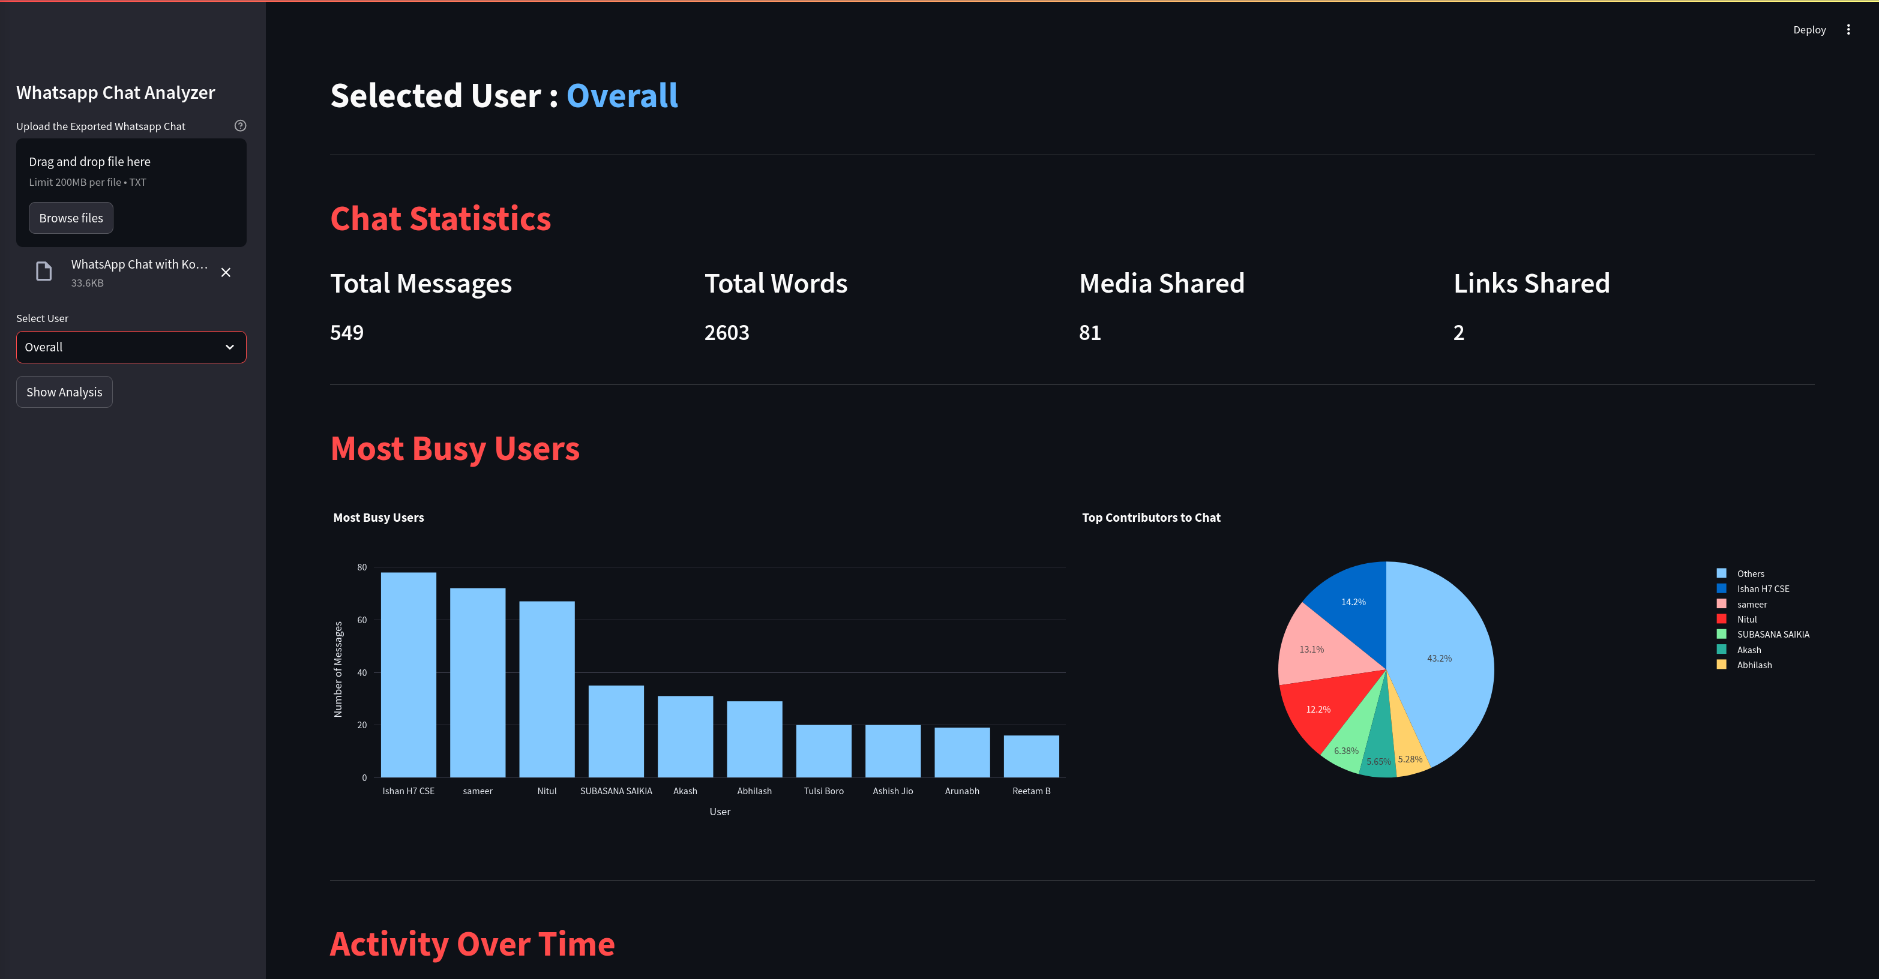 Deploy
Whatsapp Chat Analyzer
Upload the Exported Whatsapp Chat
Drag and drop file here
Limit 200MB per file • TXT
Browse files
WhatsApp Chat with Ko...
33.6KB
Select User
Overall
Show Analysis
Selected User : Overall
Chat Statistics
Total Messages Total Words Media Shared Links Shared
549 2603 81 2
Most Busy Users
Most Busy Users
80
60
40
20
0
Number of Messages
Ishan H7 CSE sameer Nitul SUBASANA SAIKIA Akash Abhilash Tulsi Boro Ashish Jio Arunabh Reetam B
User
Top Contributors to Chat
14.2%
13.1%
43.2%
12.2%
6.38%
5.65%
5.28%
Others
Ishan H7 CSE
sameer
Nitul
SUBASANA SAIKIA
Akash
Abhilash
Activity Over Time